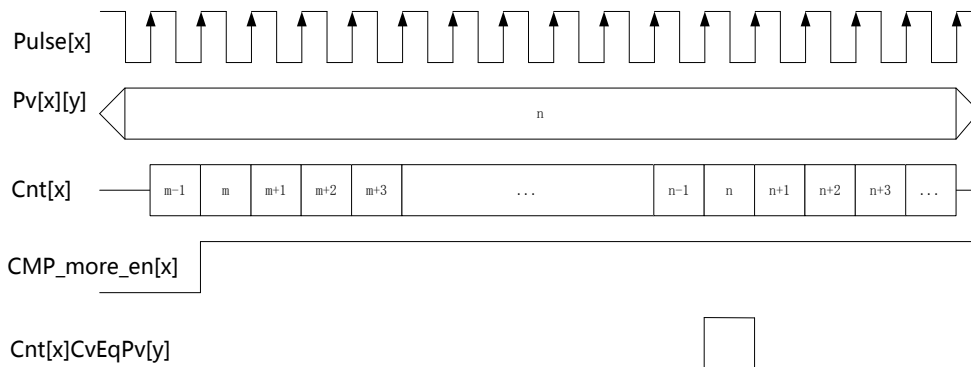 Pulse[x]
Pv[x][y]
n
Cnt[x]
m-1 m m+1 m+2 m+3 ... n-1 n n+1 n+2 n+3 ...
CMP_more_en[x]
Cnt[x]CvEqPv[y]